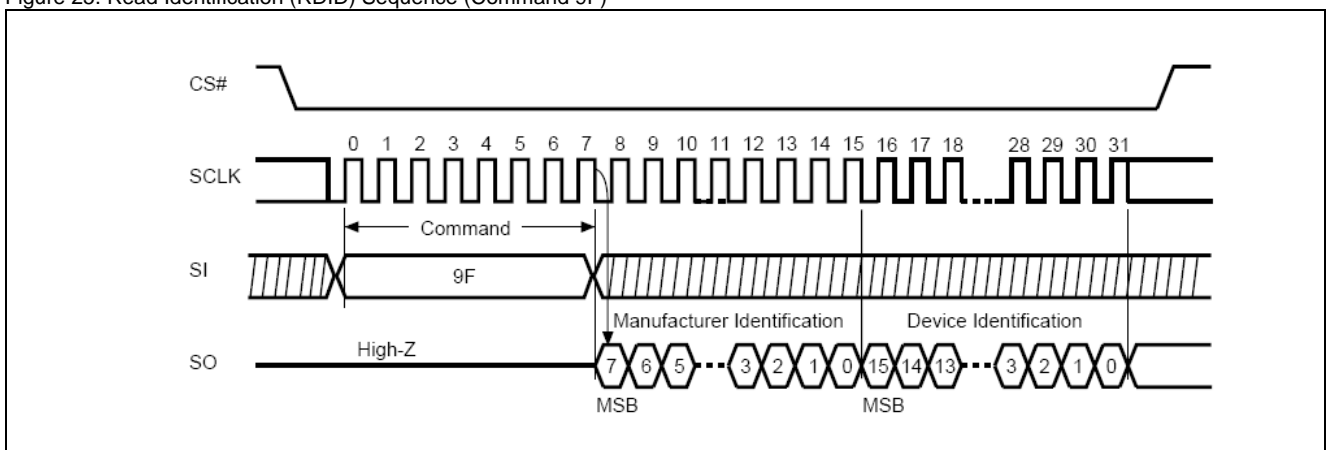 Figure 25. Read Identification (RDID) Sequence (Command 9F)
CS#
0 1 2 3 4 5 6 7 8 9 10 11 12 13 14 15 16 17 18 28 29 30 31
SCLK
Command
SI
9F
Manufacturer Identification Device Identification
High-Z
SO
7 6 5 3 2 1 0 15 14 13 3 2 1 0
MSB MSB